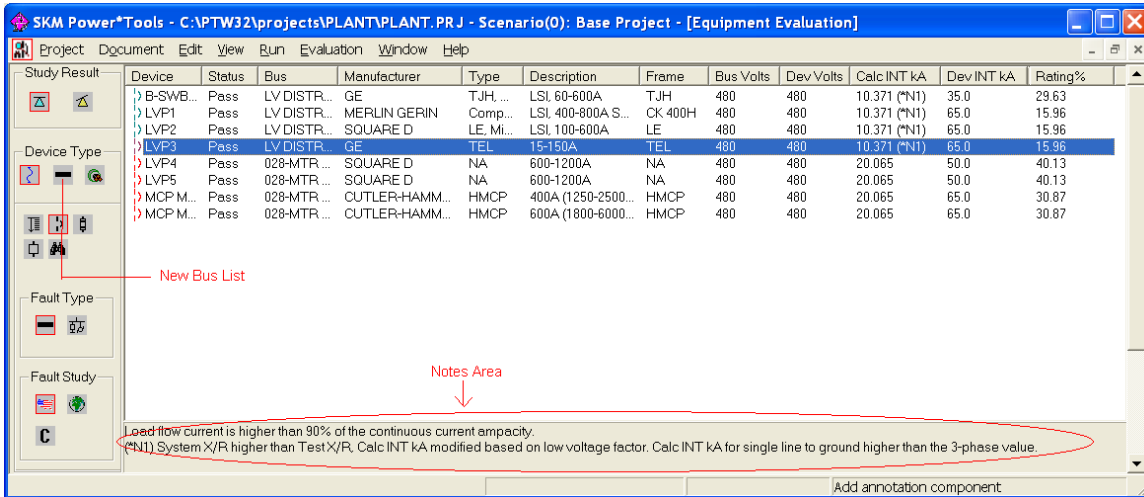 SKM Power*Tools - C:\PTW32\projects\PLANT\PLANT.PRJ - Scenario(0): Base Project - [Equipment Evaluation]
Project Document Edit View Run Evaluation Window Help
Study Result
Device Type
New Bus List
Fault Type
Fault Study
C
Device Status Bus Manufacturer Type Description Frame Bus Volts Dev Volts Calc INT kA Dev INT kA Rating%
B-SWB... Pass LV DISTR... GE TJH, ... LSI, 60-600A TJH 480 480 10.371 (*N1) 35.0 29.63
LVP1 Pass LV DISTR... MERLIN GERIN Comp... LSI, 400-800A S... CK 400H 480 480 10.371 (*N1) 65.0 15.96
LVP2 Pass LV DISTR... SQUARE D LE, Mi... LSI, 100-600A LE 480 480 10.371 (*N1) 65.0 15.96
LVP3 Pass LV DISTR... GE TEL 15-150A TEL 480 480 10.371 (*N1) 65.0 15.96
LVP4 Pass 028-MTR ... SQUARE D NA 600-1200A NA 480 480 20.065 50.0 40.13
LVP5 Pass 028-MTR ... SQUARE D NA 600-1200A NA 480 480 20.065 50.0 40.13
MCP M... Pass 028-MTR ... CUTLER-HAMM... HMCP 400A (1250-2500... HMCP 480 480 20.065 65.0 30.87
MCP M... Pass 028-MTR ... CUTLER-HAMM... HMCP 600A (1800-6000... HMCP 480 480 20.065 65.0 30.87
Notes Area
Load flow current is higher than 90% of the continuous current ampacity.
(*N1) System X/R higher than Test X/R, Calc INT kA modified based on low voltage factor. Calc INT kA for single line to ground higher than the 3-phase value.
Add annotation component